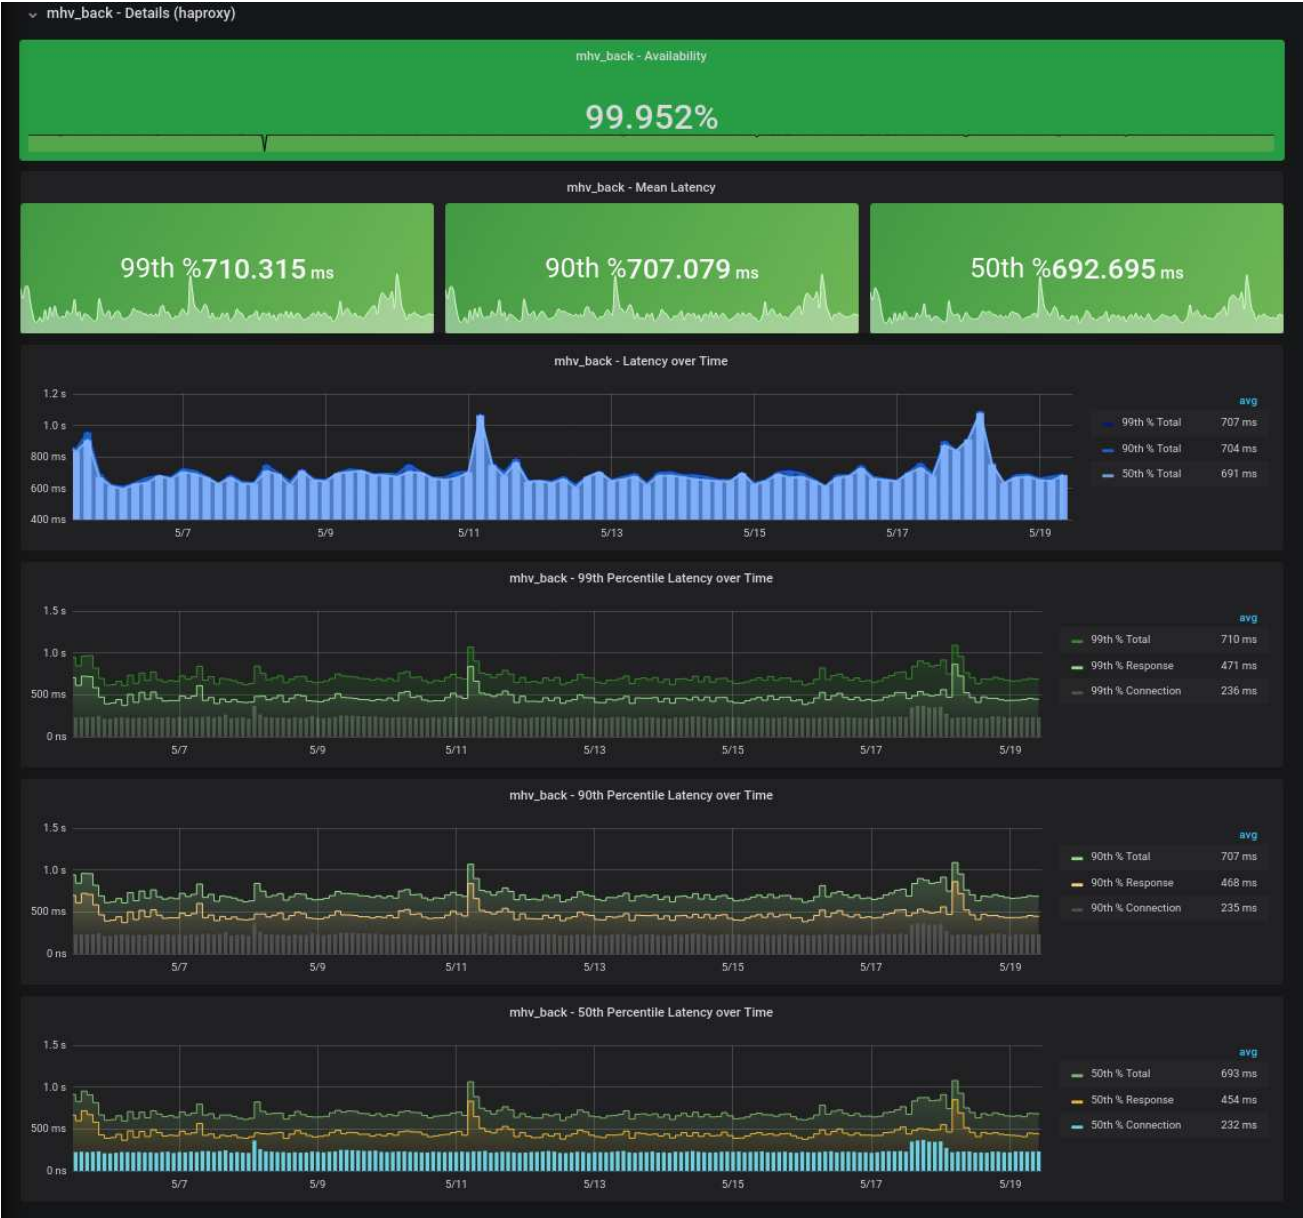 mhv_back - Details (haproxy)
mhv_back - Availability
99.952%
mhv_back - Mean Latency
99th %710.315 ms
90th %707.079 ms
50th %692.695 ms
mhv_back - Latency over Time
1.2 s
1.0 s
800 ms
600 ms
400 ms
5/7 5/9 5/11 5/13 5/15 5/17 5/19
avg
99th % Total 707 ms
90th % Total 704 ms
50th % Total 691 ms
mhv_back - 99th Percentile Latency over Time
1.5 s
1.0 s
500 ms
0 ns
5/7 5/9 5/11 5/13 5/15 5/17 5/19
avg
99th % Total 710 ms
99th % Response 471 ms
99th % Connection 236 ms
mhv_back - 90th Percentile Latency over Time
1.5 s
1.0 s
500 ms
0 ns
5/7 5/9 5/11 5/13 5/15 5/17 5/19
avg
90th % Total 707 ms
90th % Response 468 ms
90th % Connection 235 ms
mhv_back - 50th Percentile Latency over Time
1.5 s
1.0 s
500 ms
0 ns
5/7 5/9 5/11 5/13 5/15 5/17 5/19
avg
50th % Total 693 ms
50th % Response 454 ms
50th % Connection 232 ms